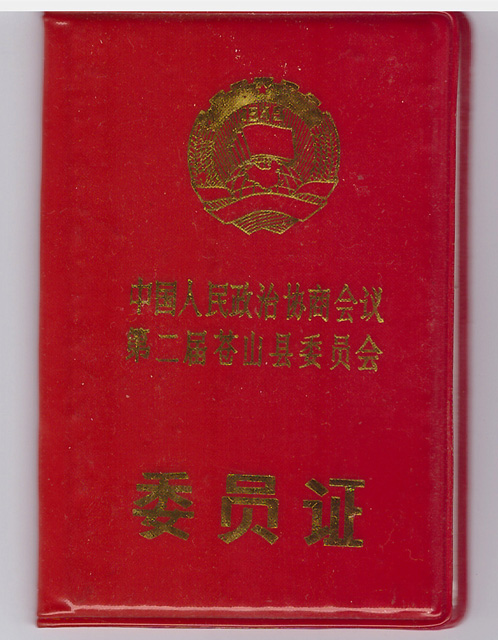 中国人民政治协商会议
第二届苍山县委员会
委员证